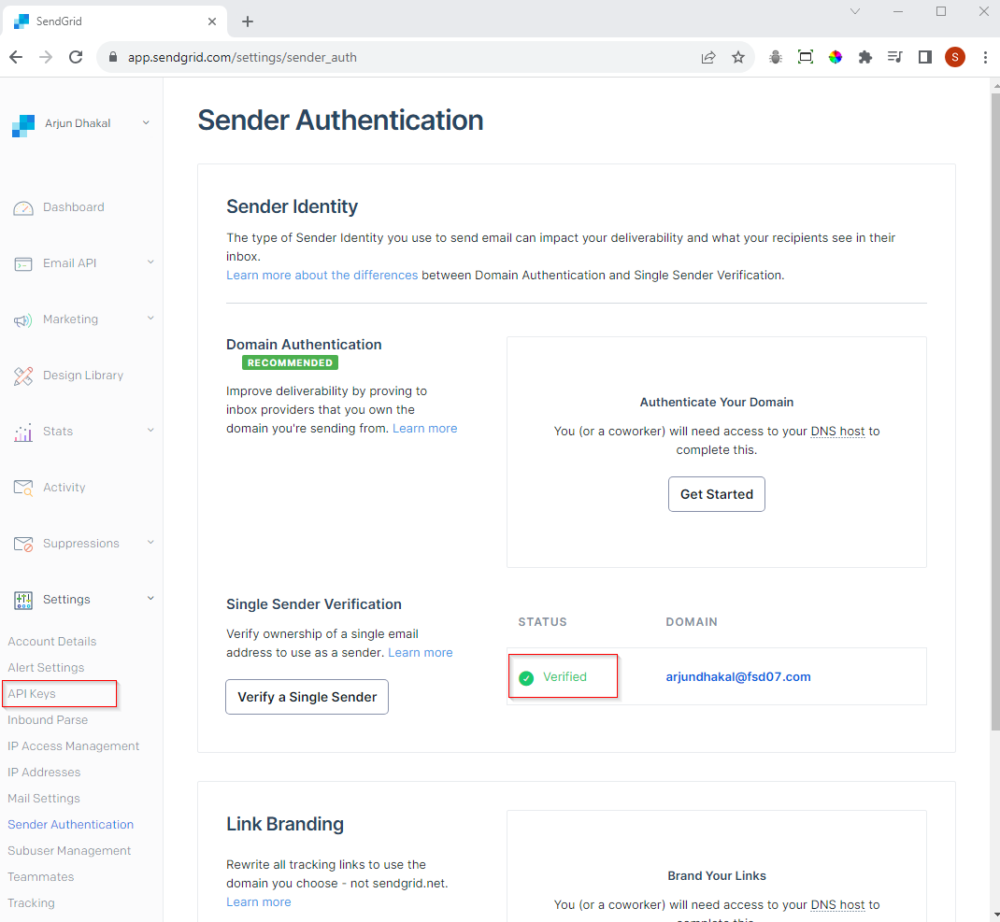 SendGrid
app.sendgrid.com/settings/sender_auth
S
Arjun Dhakal
Dashboard
Email API
Marketing
Design Library
Stats
Activity
Suppressions
Settings
Account Details
Alert Settings
API Keys
Inbound Parse
IP Access Management
IP Addresses
Mail Settings
Sender Authentication
Subuser Management
Teammates
Tracking
Sender Authentication
Sender Identity
The type of Sender Identity you use to send email can impact your deliverability and what your recipients see in their
inbox.
Learn more about the differences between Domain Authentication and Single Sender Verification.
Domain Authentication
RECOMMENDED
Improve deliverability by proving to
inbox providers that you own the
domain you're sending from. Learn more
Authenticate Your Domain
You (or a coworker) will need access to your DNS host to
complete this.
Get Started
Single Sender Verification
Verify ownership of a single email
address to use as a sender. Learn more
Verify a Single Sender
STATUS DOMAIN
Verified arjundhakal@fsd07.com
Link Branding
Rewrite all tracking links to use the
domain you choose - not sendgrid.net.
Learn more
Brand Your Links
You (or a coworker) will need access to your DNS host to
complete this.